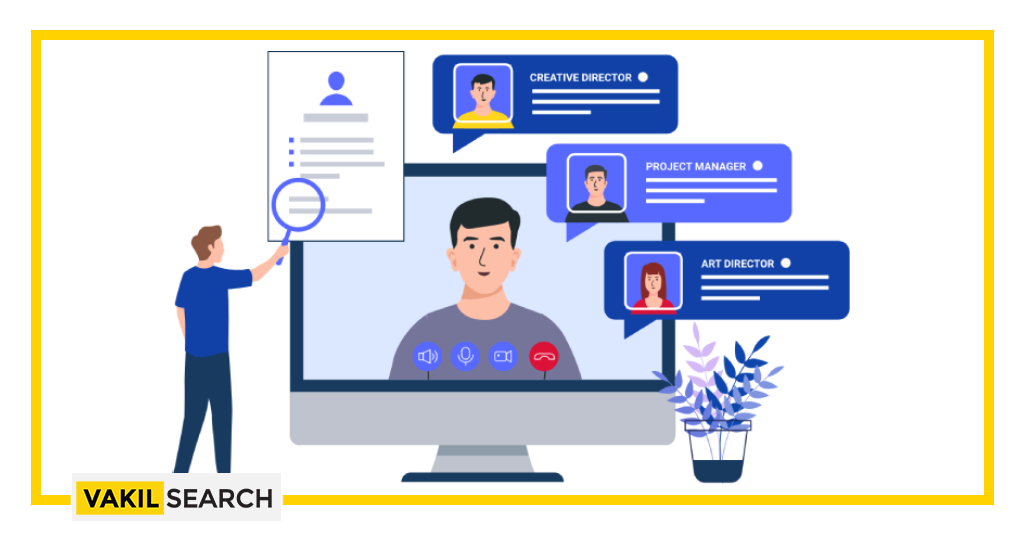 CREATIVE DIRECTOR
PROJECT MANAGER
ART DIRECTOR
VAKIL SEARCH